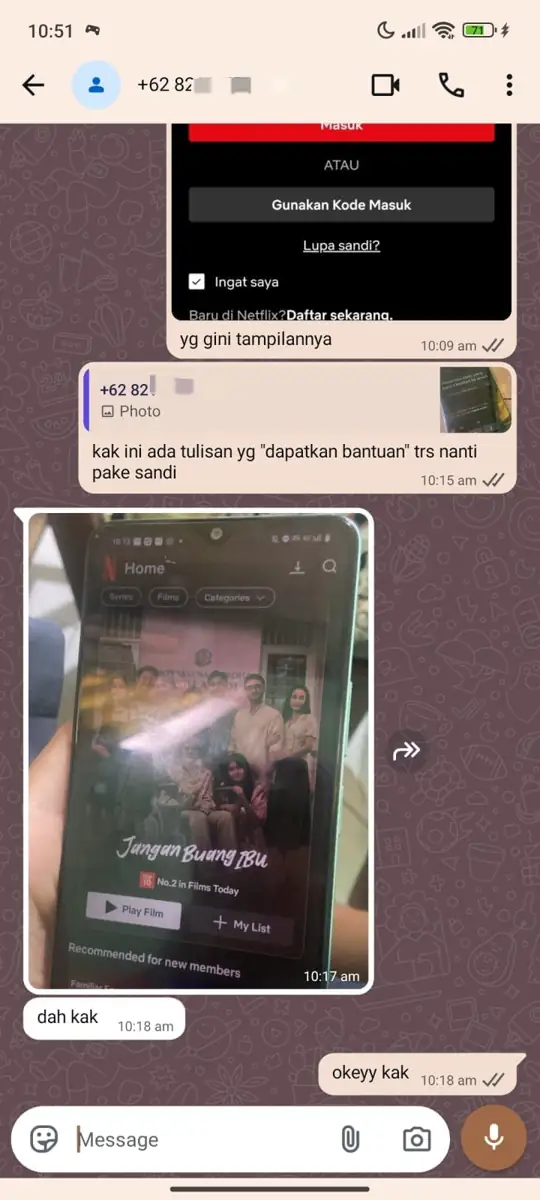 10:51
71
+62 82
Masuk
ATAU
Gunakan Kode Masuk
Lupa sandi?
Ingat saya
Baru di Netflix? Daftar sekarang.
yg gini tampilannya
10:09 am
+62 82
Photo
kak ini ada tulisan yg "dapatkan bantuan" trs nanti
pake sandi
10:15 am
N Home
Series Films Categories
Jangan Buang IBU
TOP 10 No.2 in Films Today
Play Film + My List
Recommended for new members
10:17 am
dah kak
10:18 am
okeyy kak
10:18 am
Message